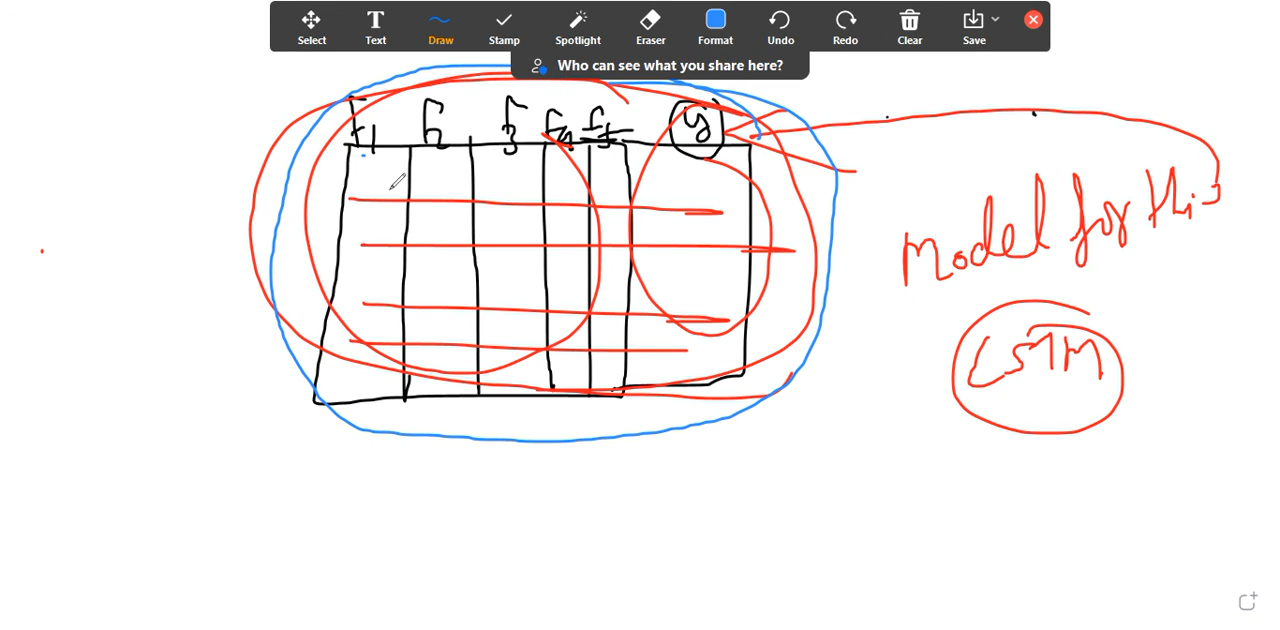 Select Text Draw Stamp Spotlight Eraser Format Undo Redo Clear Save
Who can see what you share here?
f1 f2 f3 f4 f5 y
Model for this
LSTM